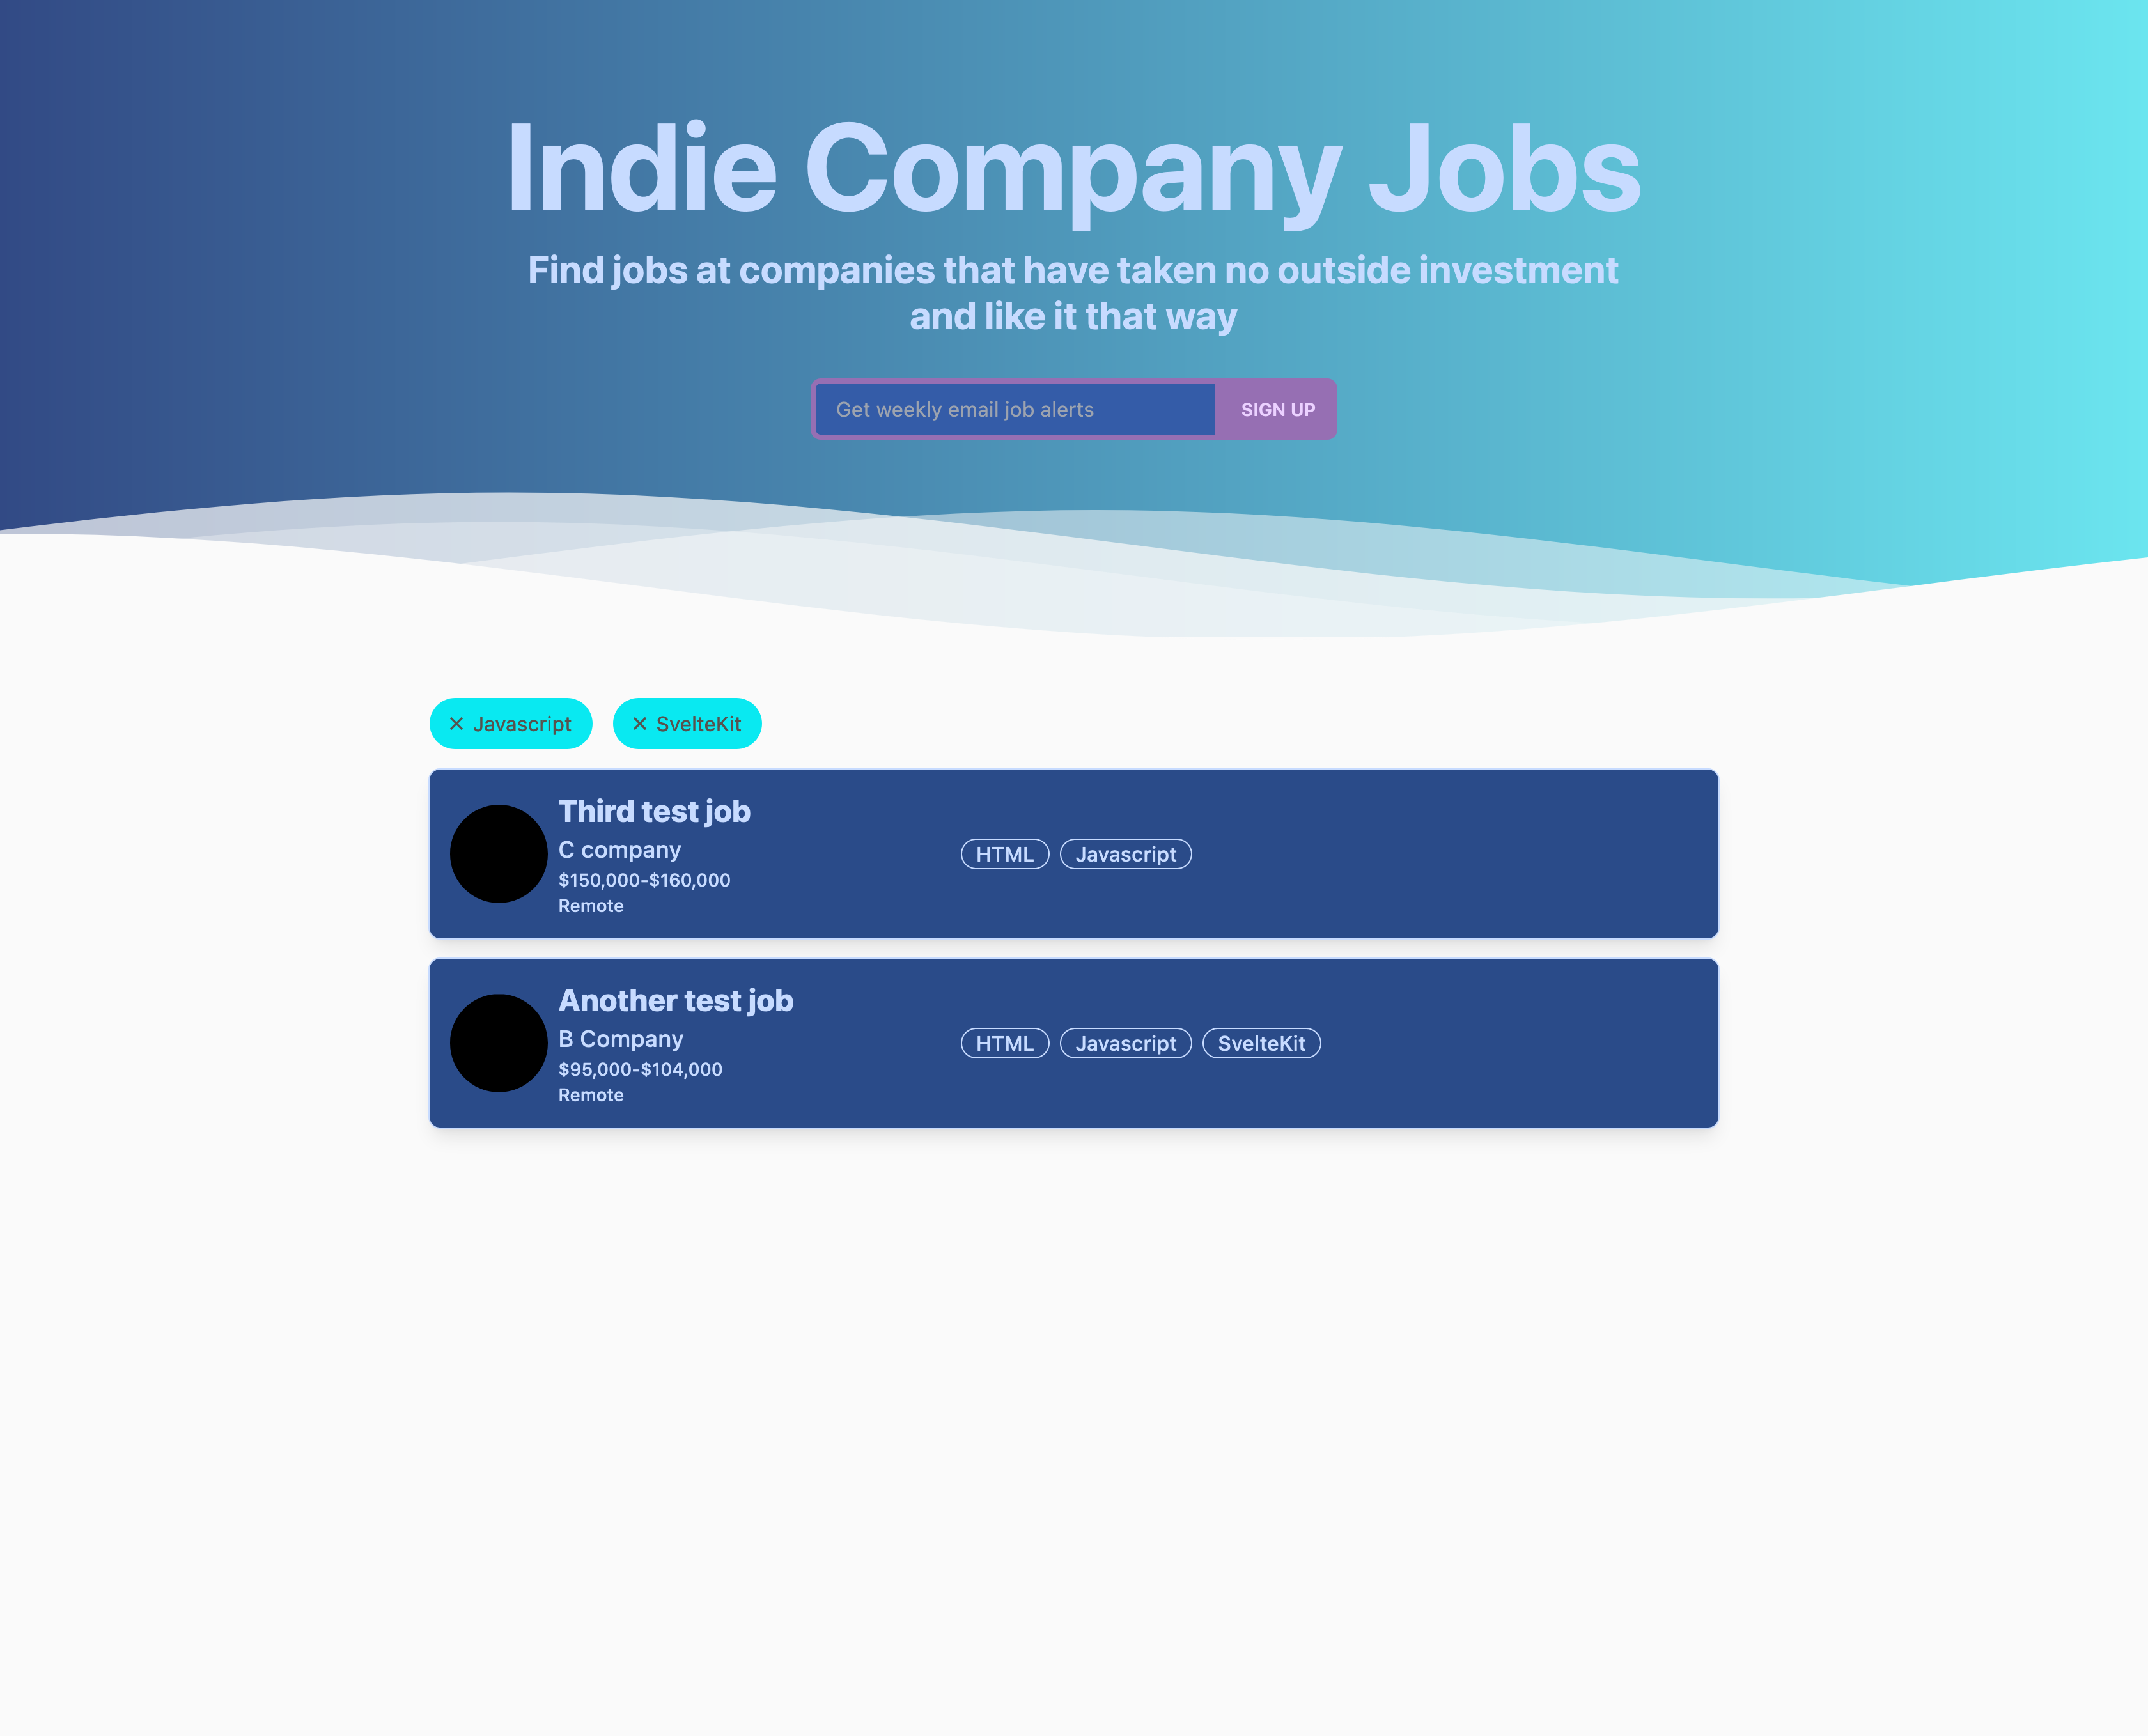 Indie Company Jobs
Find jobs at companies that have taken no outside investment
and like it that way
Get weekly email job alerts
SIGN UP
✕ Javascript
✕ SvelteKit
Third test job
C company
$150,000-$160,000
Remote
HTML
Javascript
Another test job
B Company
$95,000-$104,000
Remote
HTML
Javascript
SvelteKit